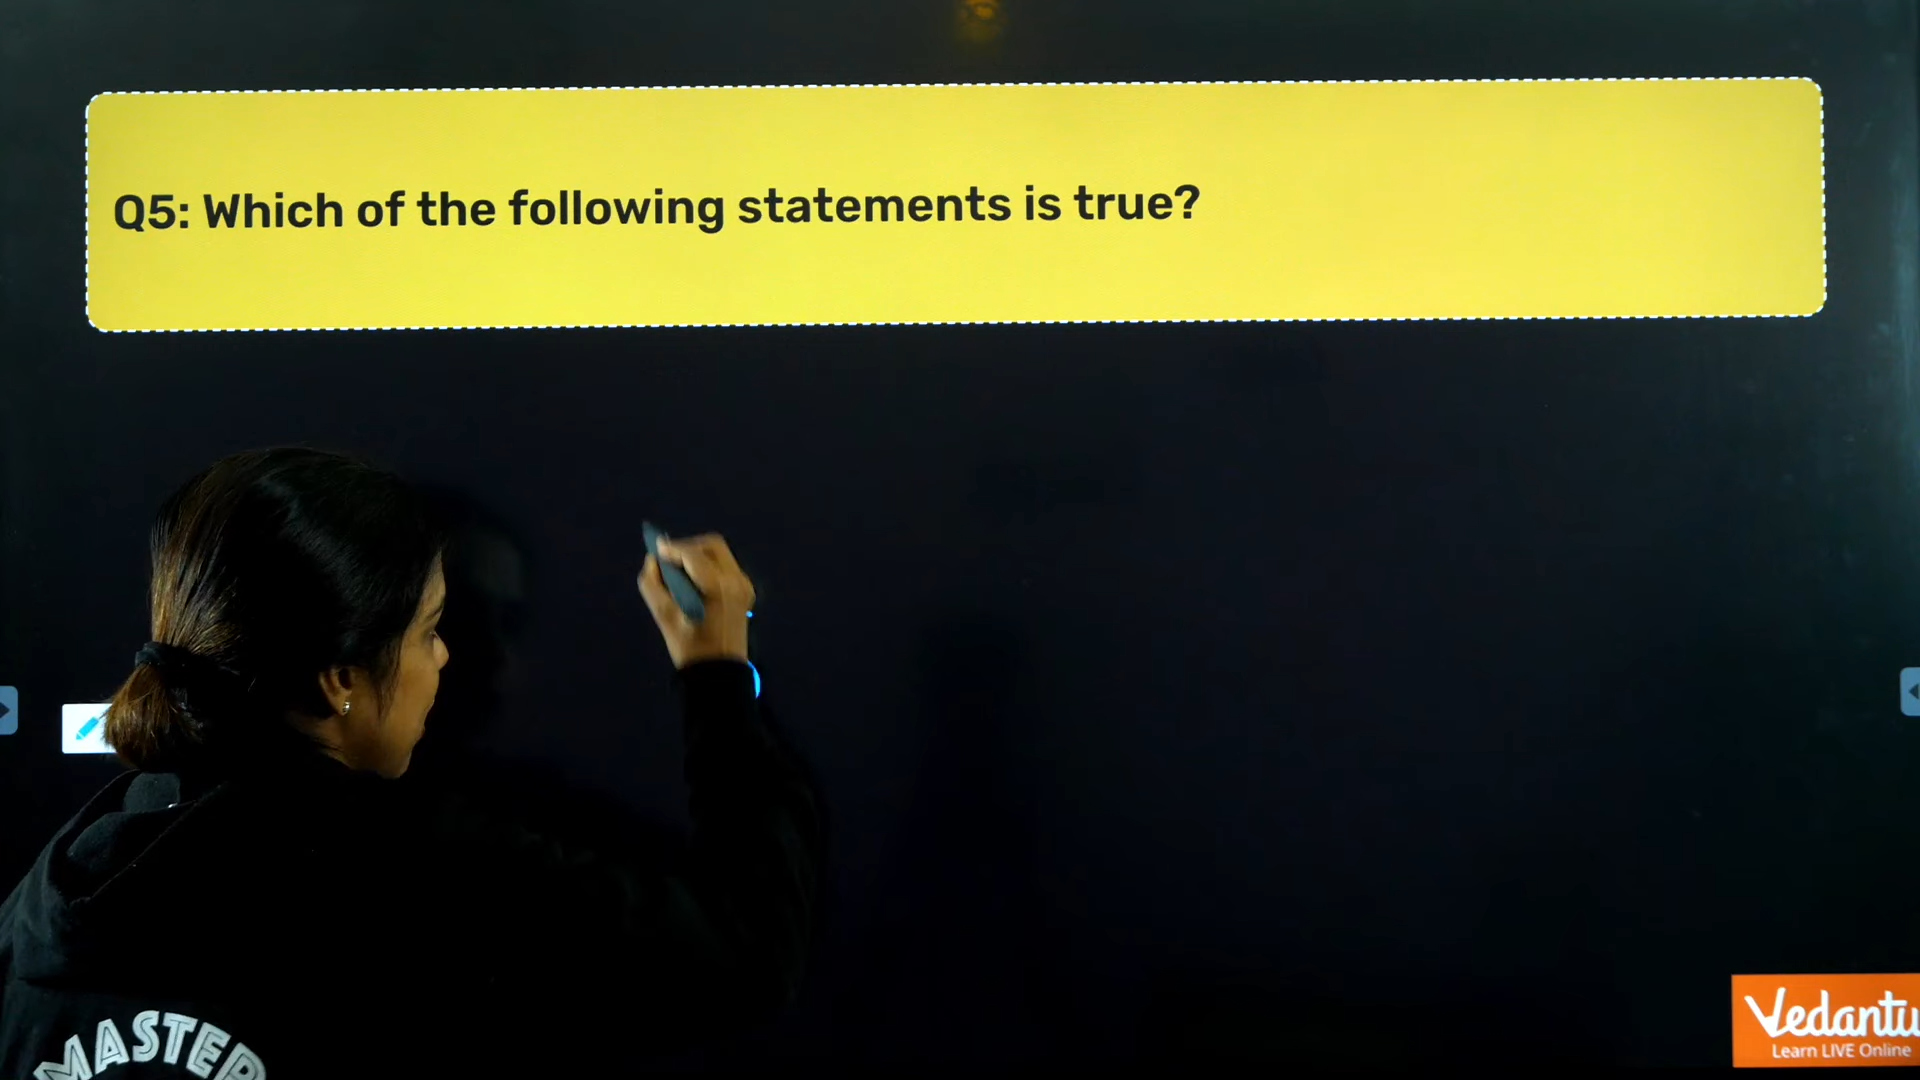 Q5: Which of the following statements is true?
MASTER
Vedantu
Learn LIVE Online